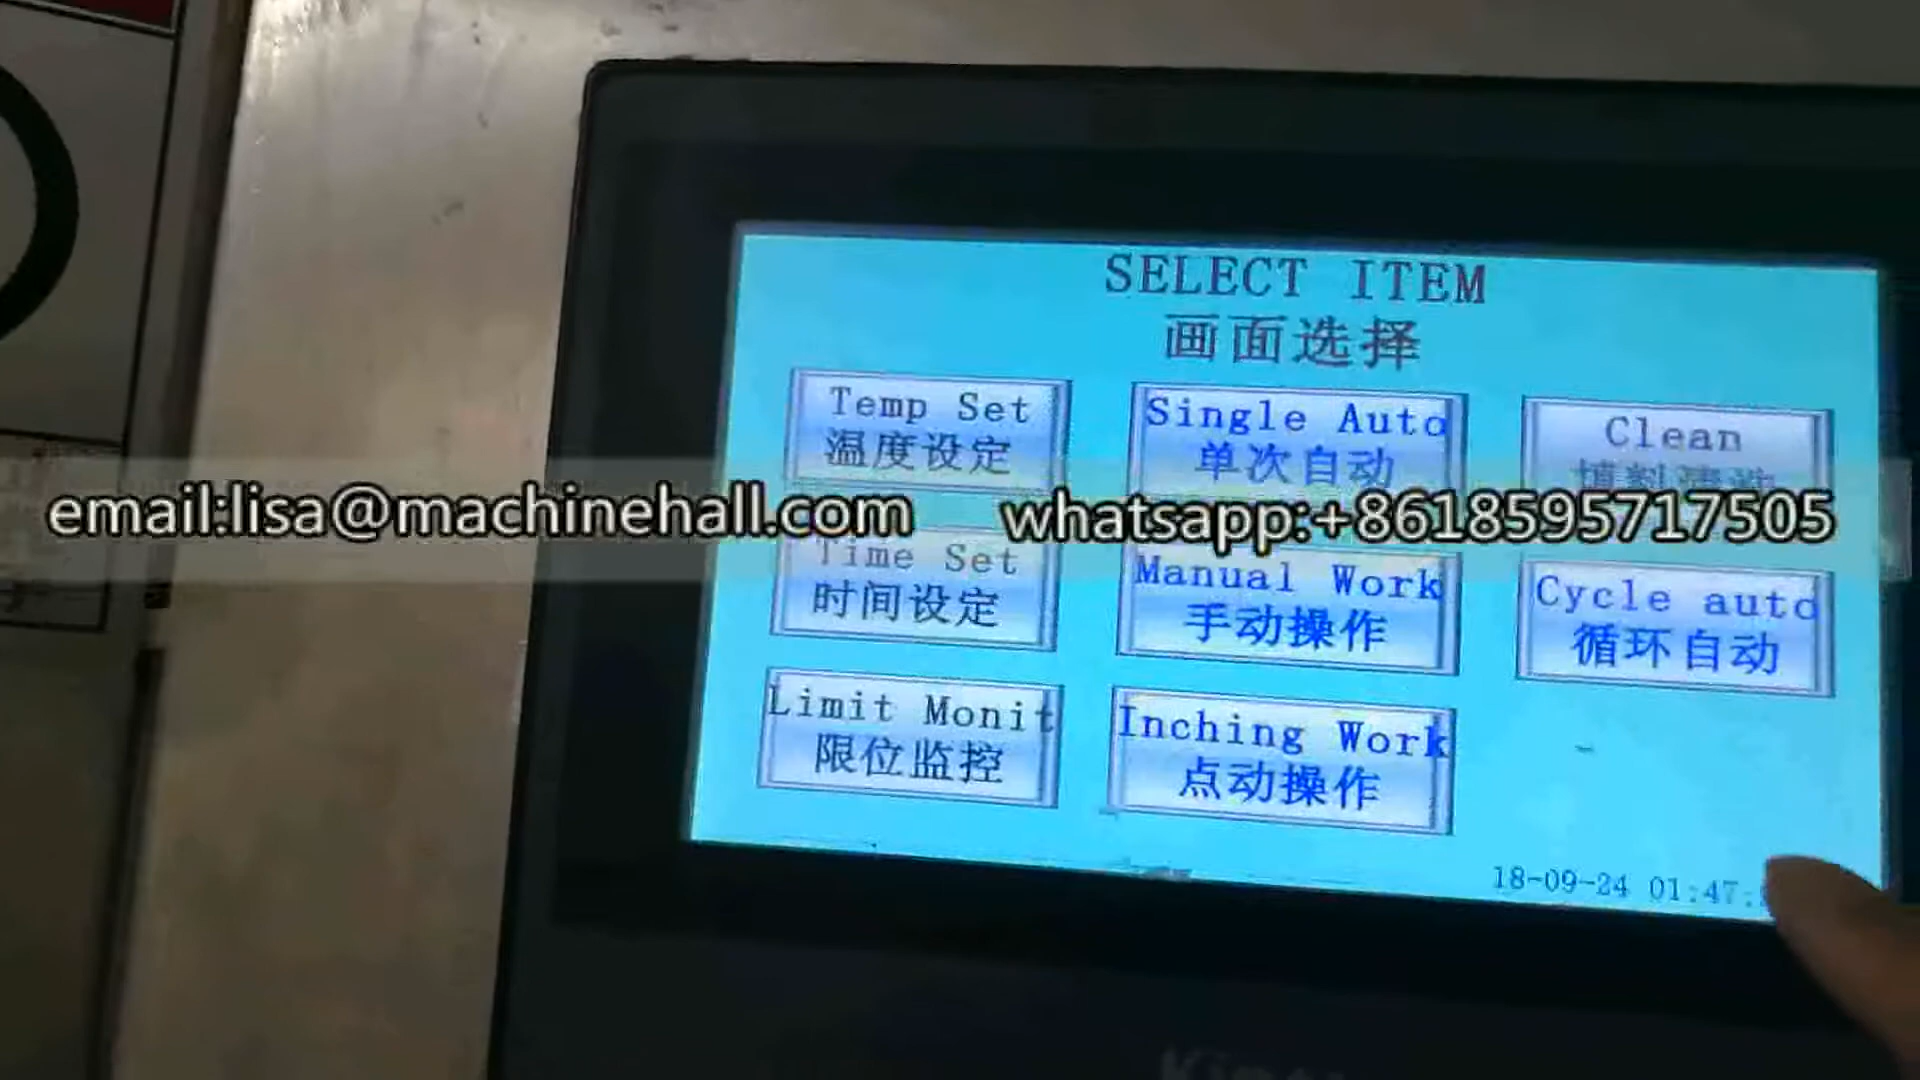 SELECT ITEM
画面选择
Temp Set
温度设定
Single Auto
单次自动
Clean
email:lisa@machinehall.com
whatsapp:+8618595717505
Time Set
时间设定
Manual Work
手动操作
Cycle auto
循环自动
Limit Monit
限位监控
Inching Work
点动操作
18-09-24 01:47: